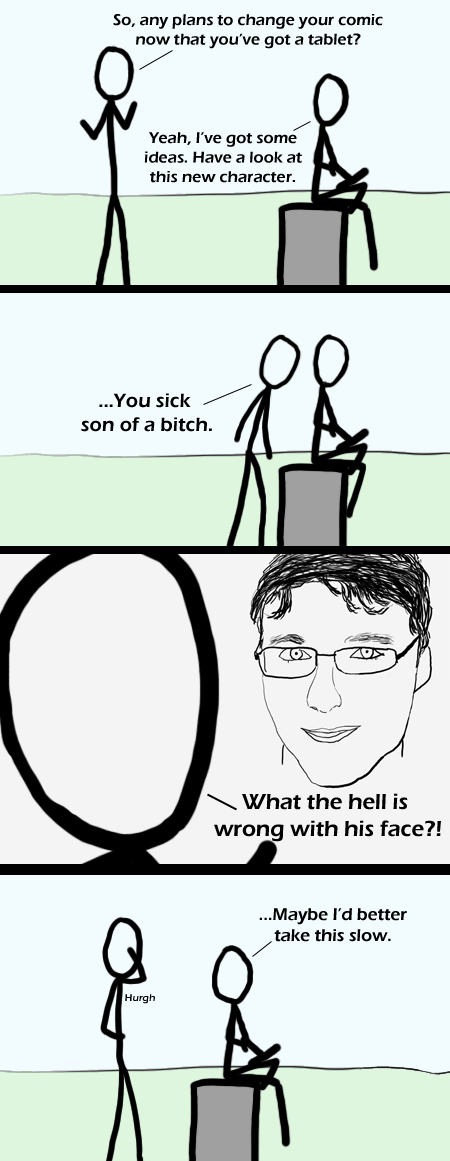 So, any plans to change your comic
now that you've got a tablet?
Yeah, I've got some
ideas. Have a look at
this new character.
...You sick
son of a bitch.
What the hell is
wrong with his face?!
...Maybe I'd better
take this slow.
Hurgh